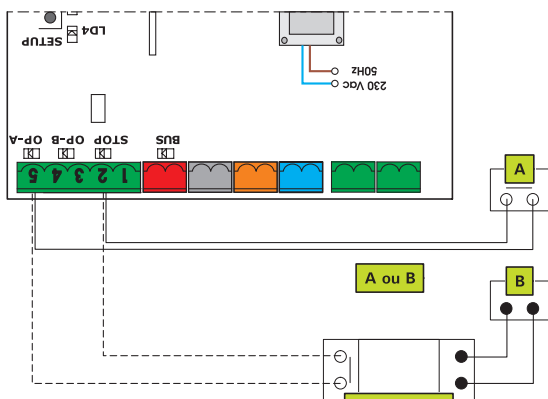 LD4
SETUP
50Hz
230 Vac
OP-A
OP-B
STOP
BUS
5
4
3
2
1
A
A ou B
B